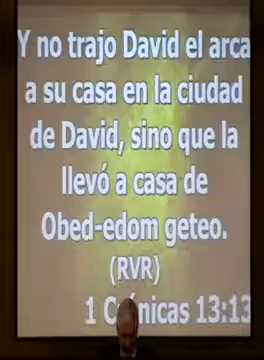 Y no trajo David el arca
a su casa en la ciudad
de David, sino que la
llevó a casa de
Obed-edom geteo.
(RVR)
1 Crónicas 13:13